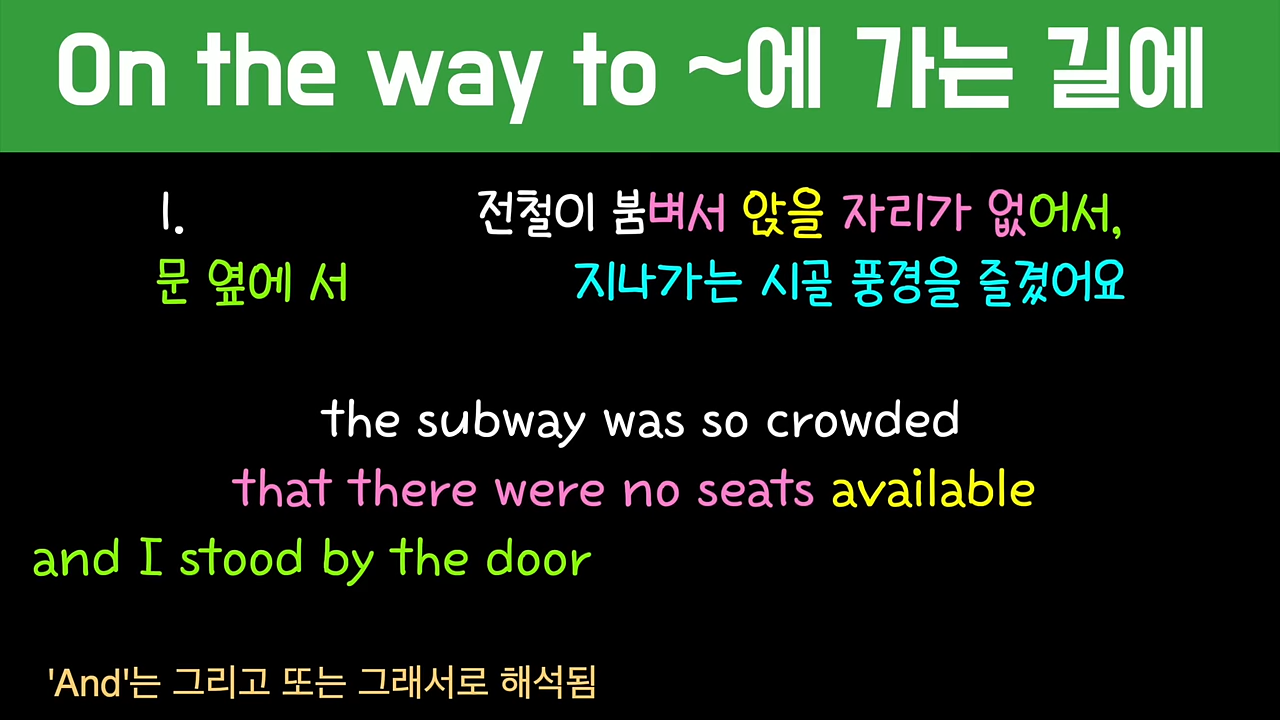 On the way to ~에 가는 길에
1. 전철이 붐벼서 앉을 자리가 없어서,
문 옆에 서 지나가는 시골 풍경을 즐겼어요
the subway was so crowded
that there were no seats available
and I stood by the door
'And'는 그리고 또는 그래서로 해석됨